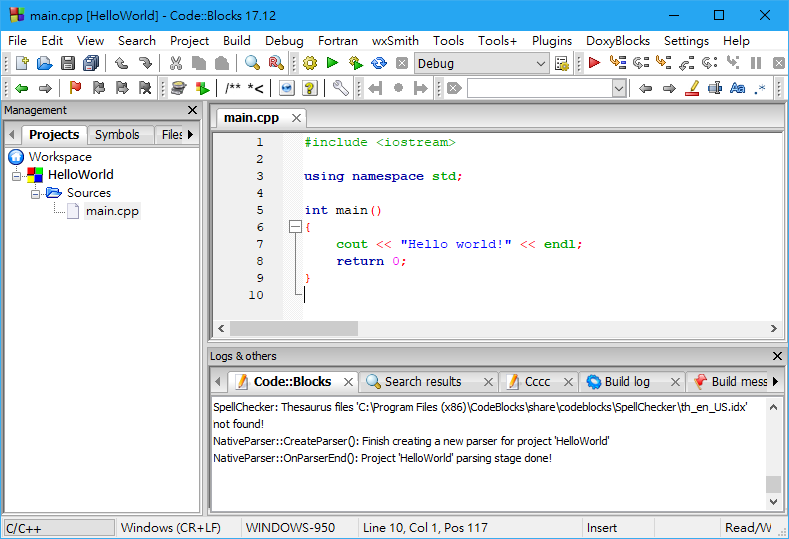 main.cpp [HelloWorld] - Code::Blocks 17.12
File Edit View Search Project Build Debug Fortran wxSmith Tools Tools+ Plugins DoxyBlocks Settings Help
Debug
/** *<
Aa .*
Management
Projects Symbols Files
Workspace
HelloWorld
Sources
main.cpp
main.cpp
1 #include <iostream>
2
3 using namespace std;
4
5 int main()
6 {
7 cout << "Hello world!" << endl;
8 return 0;
9 }
10
Logs & others
Code::Blocks Search results Cccc Build log Build mess
SpellChecker: Thesaurus files 'C:\Program Files (x86)\CodeBlocks\share\codeblocks\SpellChecker\th_en_US.idx'
not found!
NativeParser::CreateParser(): Finish creating a new parser for project 'HelloWorld'
NativeParser::OnParserEnd(): Project 'HelloWorld' parsing stage done!
C/C++ Windows (CR+LF) WINDOWS-950 Line 10, Col 1, Pos 117 Insert Read/W